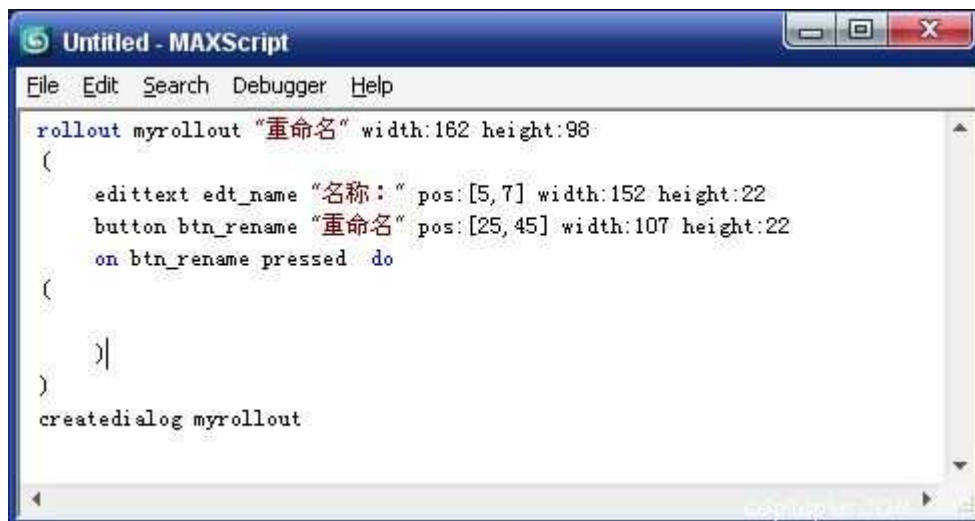 Untitled - MAXScript
File Edit Search Debugger Help
rollout myrollout "重命名" width:162 height:98
(
    edittext edt_name "名称：" pos:[5,7] width:152 height:22
    button btn_rename "重命名" pos:[25,45] width:107 height:22
    on btn_rename pressed  do
(
    )
)
createdialog myrollout